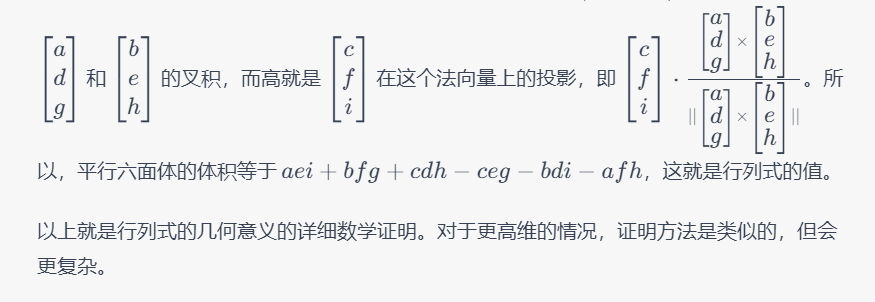 $\begin{bmatrix} a \\ d \\ g \end{bmatrix}$ 和 $\begin{bmatrix} b \\ e \\ h \end{bmatrix}$ 的叉积，而高就是 $\begin{bmatrix} c \\ f \\ i \end{bmatrix}$ 在这个法向量上的投影，即 $\begin{bmatrix} c \\ f \\ i \end{bmatrix} \cdot \frac{\begin{bmatrix} a \\ d \\ g \end{bmatrix} \times \begin{bmatrix} b \\ e \\ h \end{bmatrix}}{||\begin{bmatrix} a \\ d \\ g \end{bmatrix} \times \begin{bmatrix} b \\ e \\ h \end{bmatrix}||}$ 。所
以，平行六面体的体积等于 $aei + bfg + cdh - ceg - bdi - afh$，这就是行列式的值。
以上就是行列式的几何意义的详细数学证明。对于更高维的情况，证明方法是类似的，但会
更复杂。